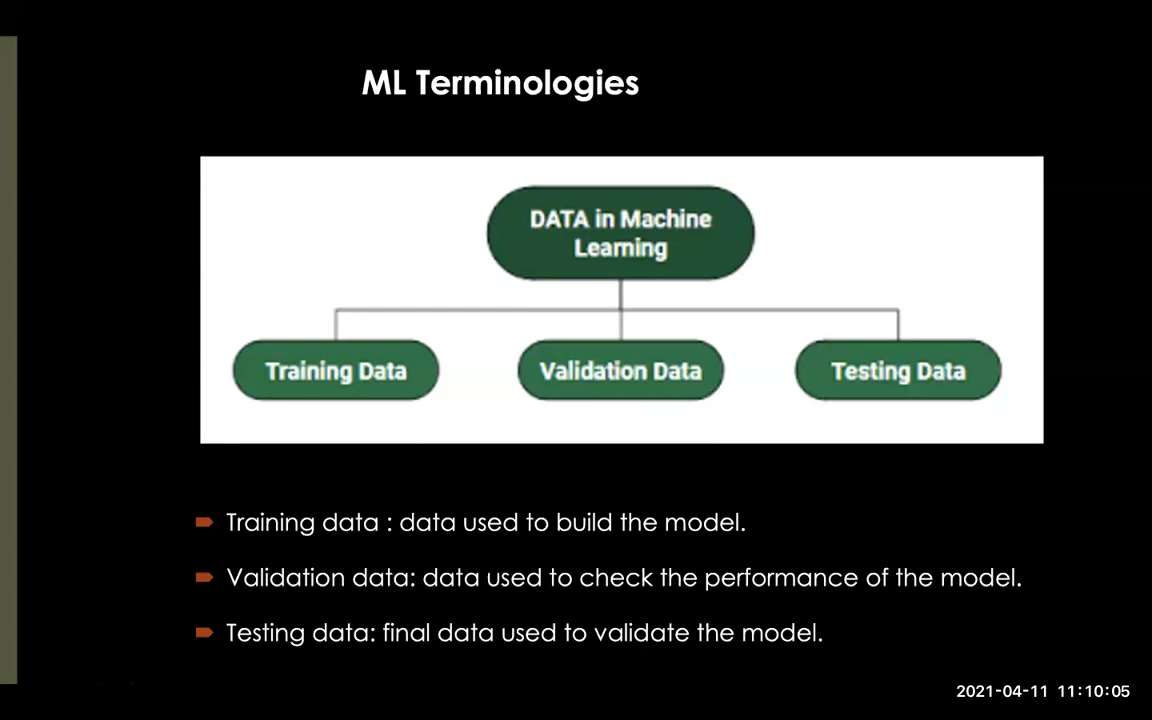 ML Terminologies
DATA in Machine
Learning
Training Data
Validation Data
Testing Data
Training data : data used to build the model.
Validation data: data used to check the performance of the model.
Testing data: final data used to validate the model.
2021-04-11 11:10:05